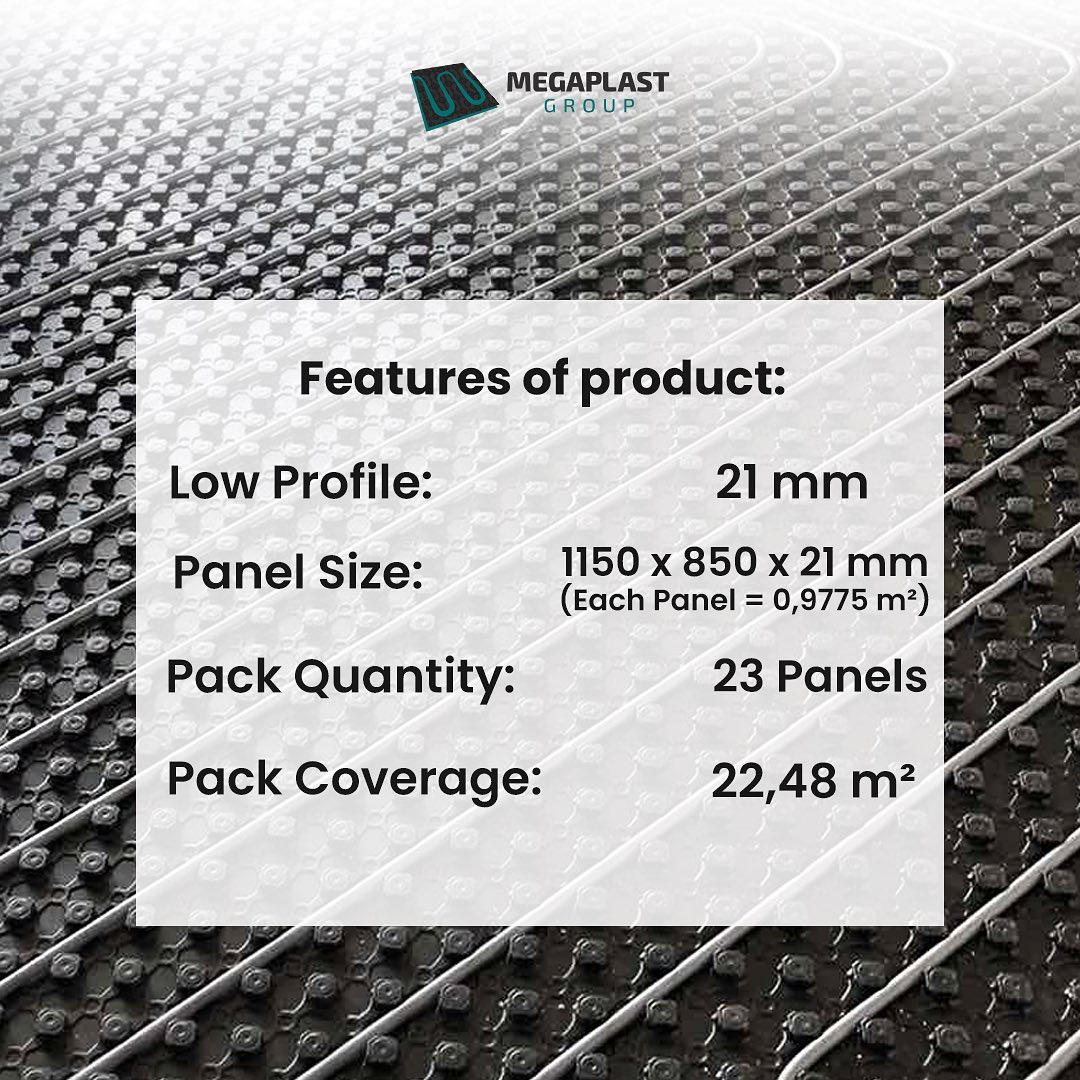 MEGAPLAST
GROUP
Features of product:
Low Profile: 21 mm
Panel Size: 1150 x 850 x 21 mm
(Each Panel = 0,9775 m²)
Pack Quantity: 23 Panels
Pack Coverage: 22,48 m²